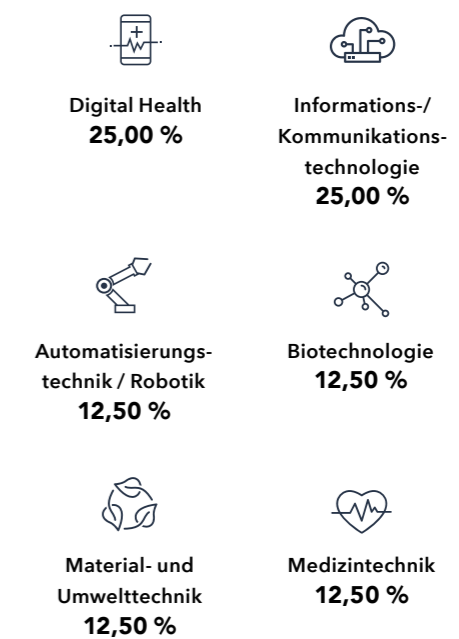 Digital Health
25,00 %
Informations-/
Kommunikations-
technologie
25,00 %
Automatisierungs-
technik / Robotik
12,50 %
Biotechnologie
12,50 %
Material- und
Umwelttechnik
12,50 %
Medizintechnik
12,50 %